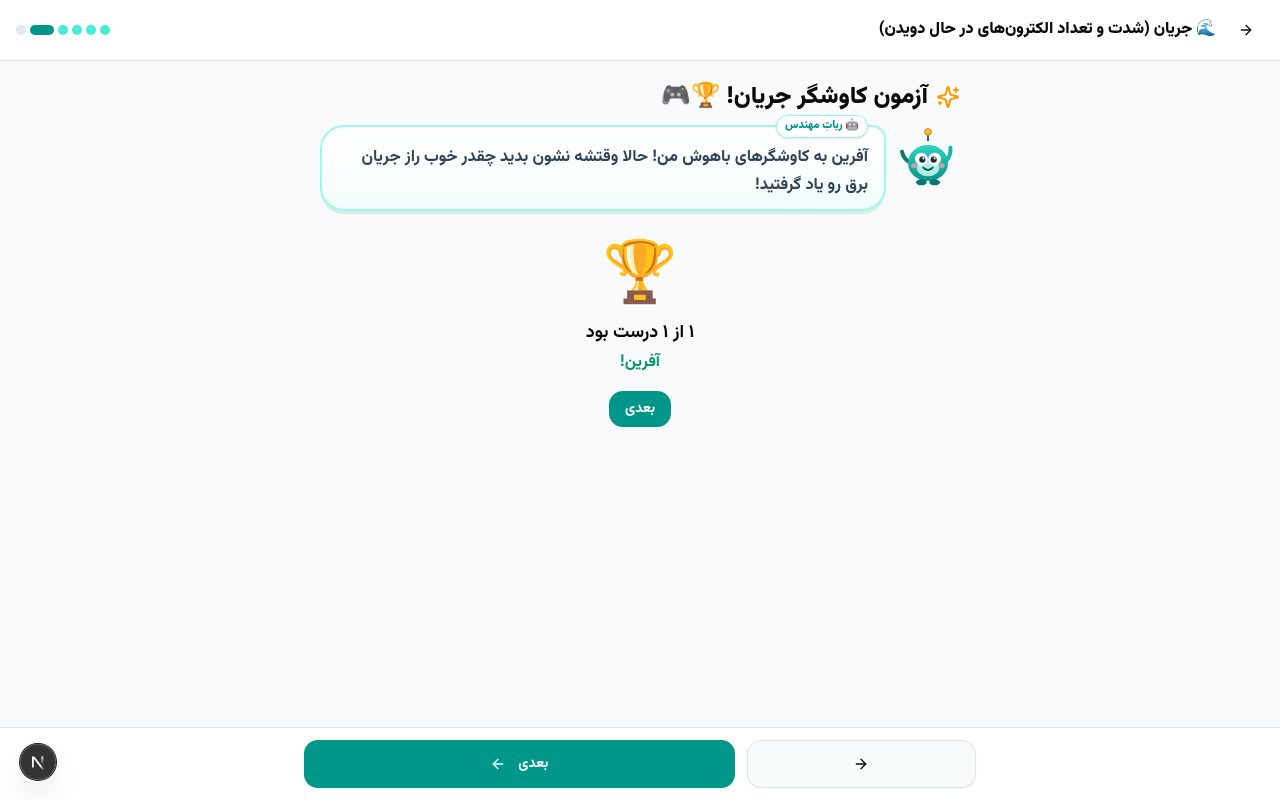 🌊 جریان (شدت و تعداد الکترون‌های در حال دویدن)
آزمون کاوشگر جریان! 🏆🎮
🤖 ربات مهندس
آفرین به کاوشگرهای باهوش من! حالا وقتشه نشون بدید چقدر خوب راز جریان
برق رو یاد گرفتید!
۱ از ۱ درست بود
آفرین!
بعدی
بعدی
N